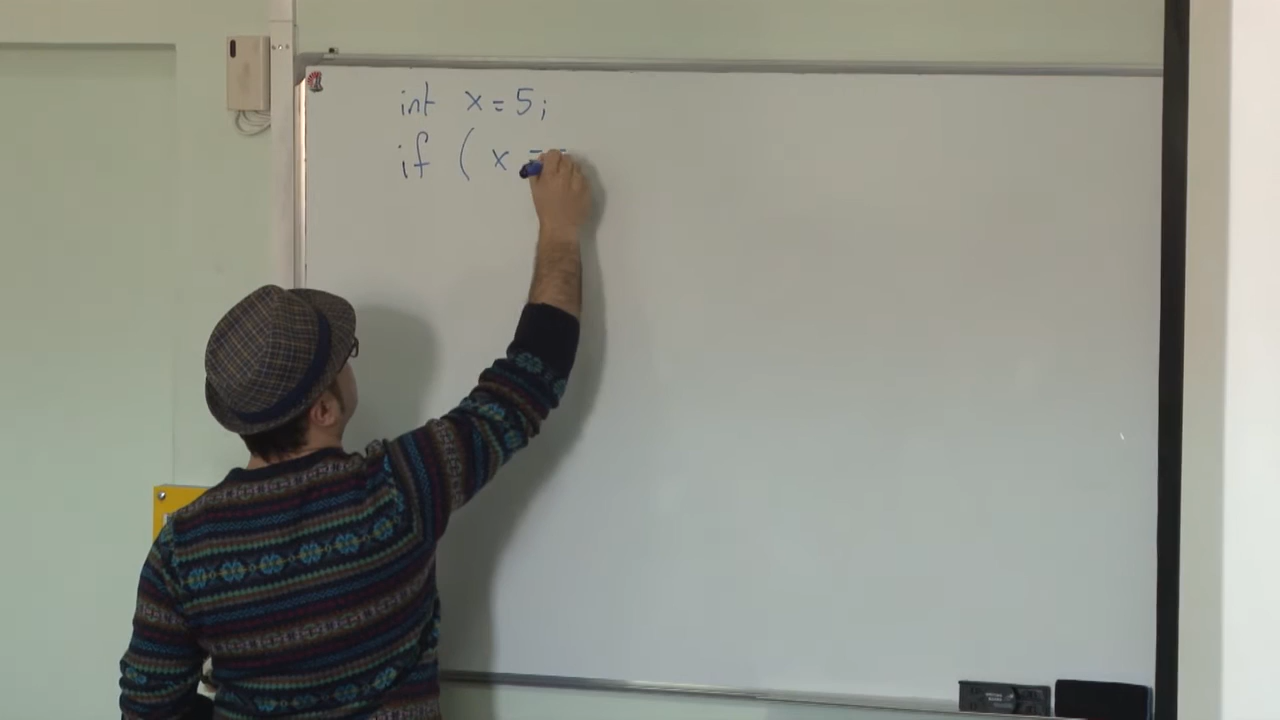 int x = 5;
if ( x ==